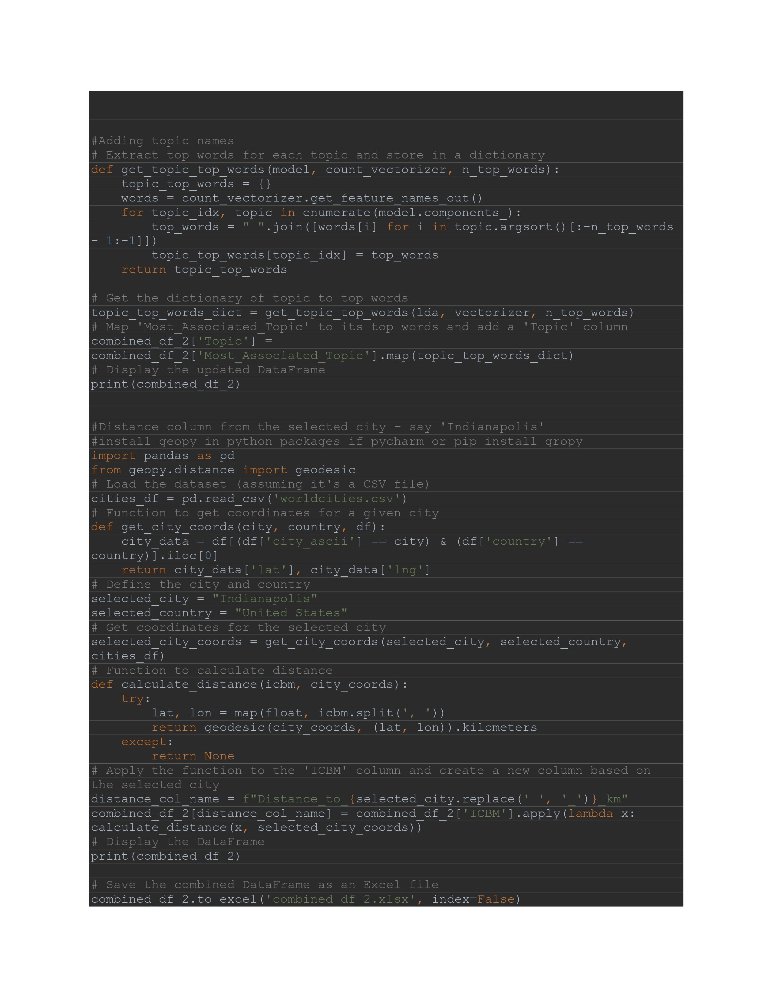 #Adding topic names
# Extract top words for each topic and store in a dictionary
def get_topic_top_words(model, count_vectorizer, n_top_words):
    topic_top_words = {}
    words = count_vectorizer.get_feature_names_out()
    for topic_idx, topic in enumerate(model.components_):
        top_words = " ".join([words[i] for i in topic.argsort()[:-n_top_words
- 1:-1]])
        topic_top_words[topic_idx] = top_words
    return topic_top_words
# Get the dictionary of topic to top words
topic_top_words_dict = get_topic_top_words(lda, vectorizer, n_top_words)
# Map 'Most_Associated_Topic' to its top words and add a 'Topic' column
combined_df_2['Topic'] =
combined_df_2['Most_Associated_Topic'].map(topic_top_words_dict)
# Display the updated DataFrame
print(combined_df_2)
#Distance column from the selected city - say 'Indianapolis'
#install geopy in python packages if pycharm or pip install gropy
import pandas as pd
from geopy.distance import geodesic
# Load the dataset (assuming it's a CSV file)
cities_df = pd.read_csv('worldcities.csv')
# Function to get coordinates for a given city
def get_city_coords(city, country, df):
    city_data = df[(df['city_ascii'] == city) & (df['country'] ==
country)].iloc[0]
    return city_data['lat'], city_data['lng']
# Define the city and country
selected_city = "Indianapolis"
selected_country = "United States"
# Get coordinates for the selected city
selected_city_coords = get_city_coords(selected_city, selected_country,
cities_df)
# Function to calculate distance
def calculate_distance(icbm, city_coords):
    try:
        lat, lon = map(float, icbm.split(', '))
        return geodesic(city_coords, (lat, lon)).kilometers
    except:
        return None
# Apply the function to the 'ICBM' column and create a new column based on
the selected city
distance_col_name = f"Distance_to_{selected_city.replace(' ', '_')}_km"
combined_df_2[distance_col_name] = combined_df_2['ICBM'].apply(lambda x:
calculate_distance(x, selected_city_coords))
# Display the DataFrame
print(combined_df_2)
# Save the combined DataFrame as an Excel file
combined_df_2.to_excel('combined_df_2.xlsx', index=False)